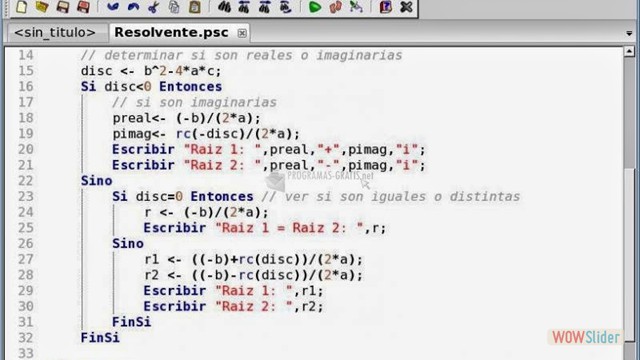 <sin_titulo> Resolvente.psc
14 // determinar si son reales o imaginarias
15 disc <- b^2-4*a*c;
16 Si disc<0 Entonces
17 // si son imaginarias
18 preal<- (-b)/(2*a);
19 pimag<- rc(-disc)/(2*a);
20 Escribir "Raiz 1: ",preal,"+",pimag,"i";
21 Escribir "Raiz 2: ",preal,"-",pimag,"i";
PROGRAMAS-GRATIS.net
22 Sino
23 Si disc=0 Entonces // ver si son iguales o distintas
24 r <- (-b)/(2*a);
25 Escribir "Raiz 1 = Raiz 2: ",r;
26 Sino
27 r1 <- ((-b)+rc(disc))/(2*a);
28 r2 <- ((-b)-rc(disc))/(2*a);
29 Escribir "Raiz 1: ",r1;
30 Escribir "Raiz 2: ",r2;
31 FinSi
32 FinSi
33
WOWSlider